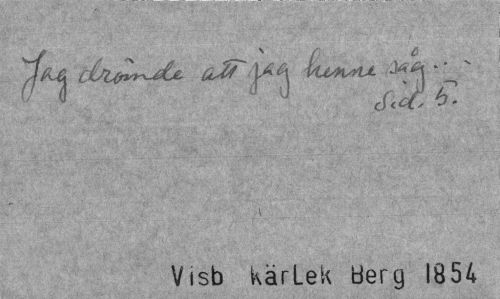 Jag drömde att jag henne såg...
Sid. 5.
Visb kärLek Berg 1854